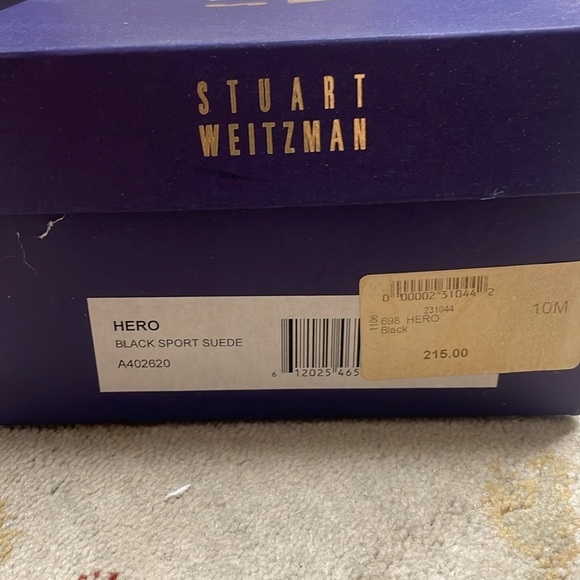 STUART
WEITZMAN
HERO
BLACK SPORT SUEDE
A402620
6 12025 465
0 00002 31044 2
231044
1106
698 HERO
Black
10M
215.00